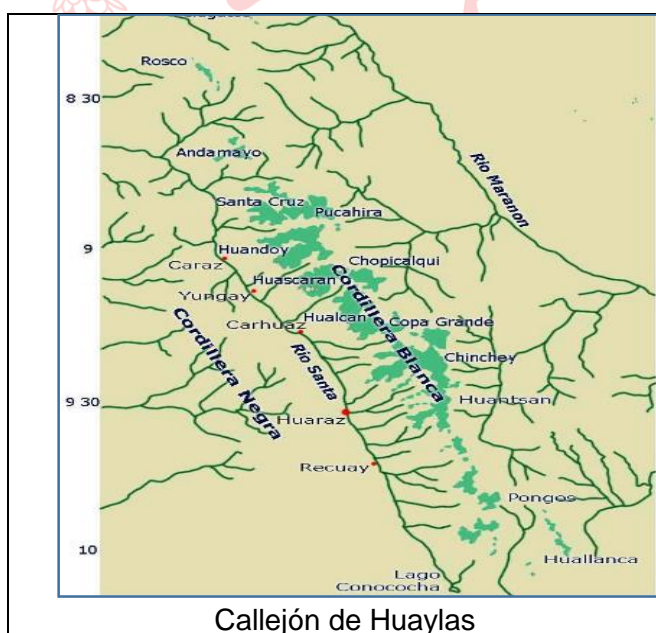 Rosco
8 30
Andamayo
Rio Maranon
Santa Cruz
Pucahira
9
Huandoy
Caraz
Chopicalqui
Huascaran
Yungay
Cordillera Blanca
Hualcan
Copa Grande
Carhuaz
Cordillera Negra
Rio Santa
Chinchey
9 30
Huantsan
Huaraz
Recuay
Pongos
10
Huallanca
Lago
Conococha
Callejón de Huaylas